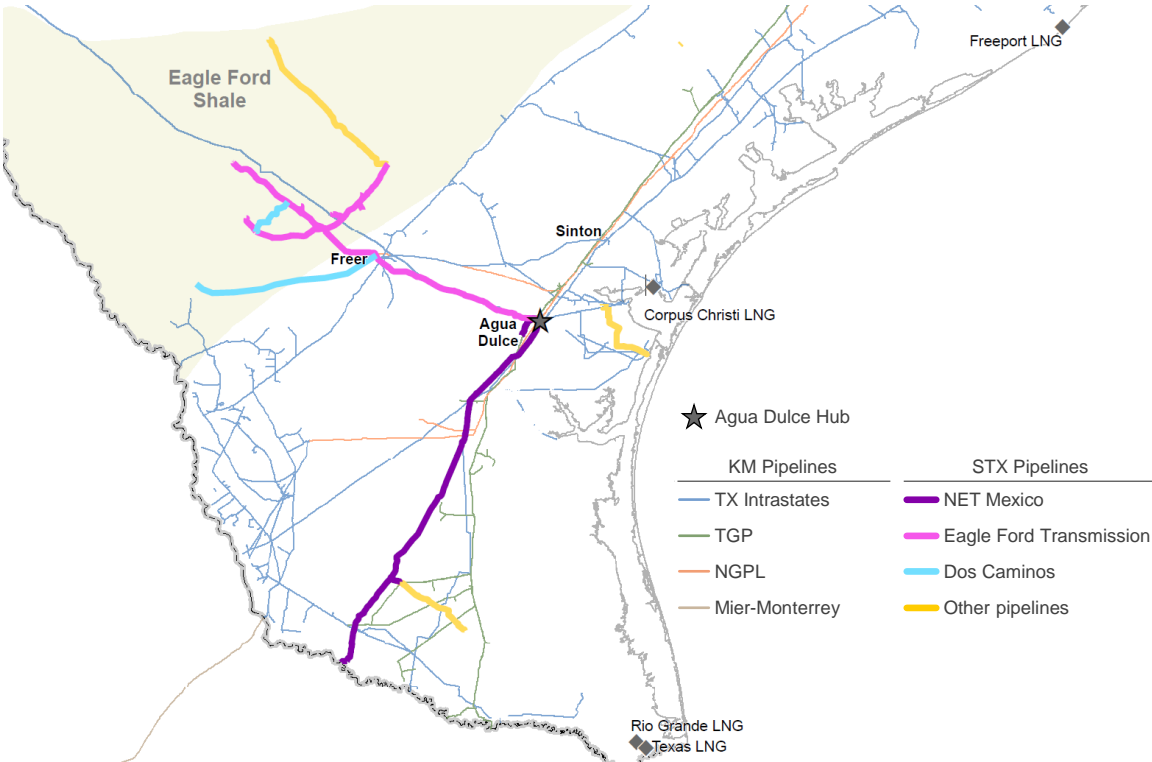 Freeport LNG
Eagle Ford
Shale
Sinton
Freer
Corpus Christi LNG
Agua
Dulce
Agua Dulce Hub
KM Pipelines
TX Intrastates
TGP
NGPL
Mier-Monterrey
STX Pipelines
NET Mexico
Eagle Ford Transmission
Dos Caminos
Other pipelines
Rio Grande LNG
Texas LNG